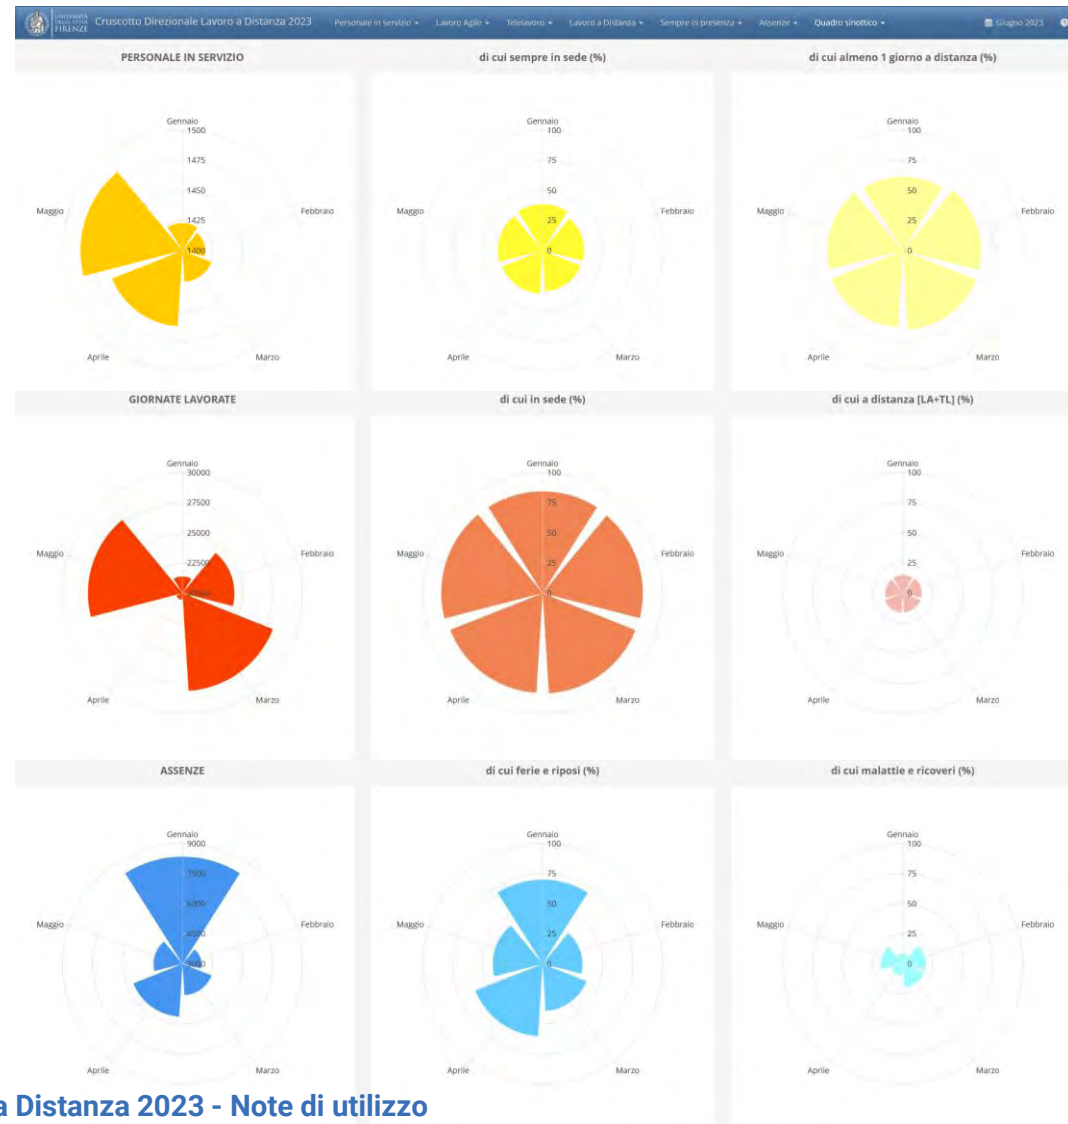 UNIVERSITÀ DEGLI STUDI FIRENZE Cruscotto Direzionale Lavoro a Distanza 2023 Personale in servizio Lavoro Agile Telelavoro Lavoro a Distanza Sempre in presenza Assenze Quadro sinottico Giugno 2023
PERSONALE IN SERVIZIO di cui sempre in sede (%) di cui almeno 1 giorno a distanza (%)
Gennaio Gennaio Gennaio
1500 100 100
1475 75 75
1450 50 50
Maggio Febbraio Maggio Febbraio Maggio Febbraio
1425 25 25
1400 0 0
Aprile Marzo Aprile Marzo Aprile Marzo
GIORNATE LAVORATE di cui in sede (%) di cui a distanza [LA+TL] (%)
Gennaio Gennaio Gennaio
30000 100 100
27500 75 75
25000 50 50
Maggio Febbraio Maggio Febbraio Maggio Febbraio
22500 25 25
0 0
Aprile Marzo Aprile Marzo Aprile Marzo
ASSENZE di cui ferie e riposi (%) di cui malattie e ricoveri (%)
Gennaio Gennaio Gennaio
9000 100 100
7500 75 75
6000 50 50
Maggio Febbraio Maggio Febbraio Maggio Febbraio
4500 25 25
3000 0 0
Aprile Marzo Aprile Marzo Aprile Marzo
a Distanza 2023 - Note di utilizzo